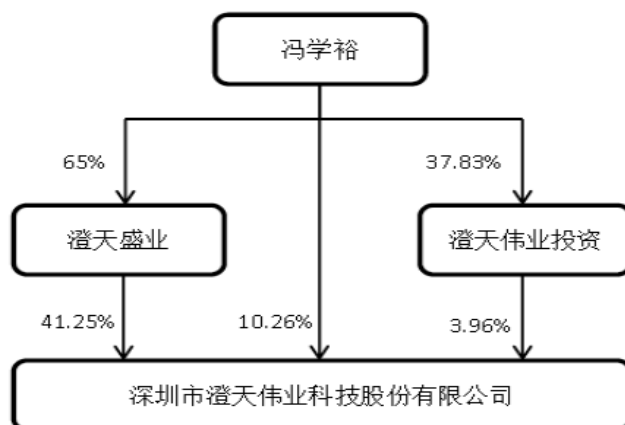 冯学裕
65%
37.83%
澄天盛业
澄天伟业投资
41.25%
10.26%
3.96%
深圳市澄天伟业科技股份有限公司